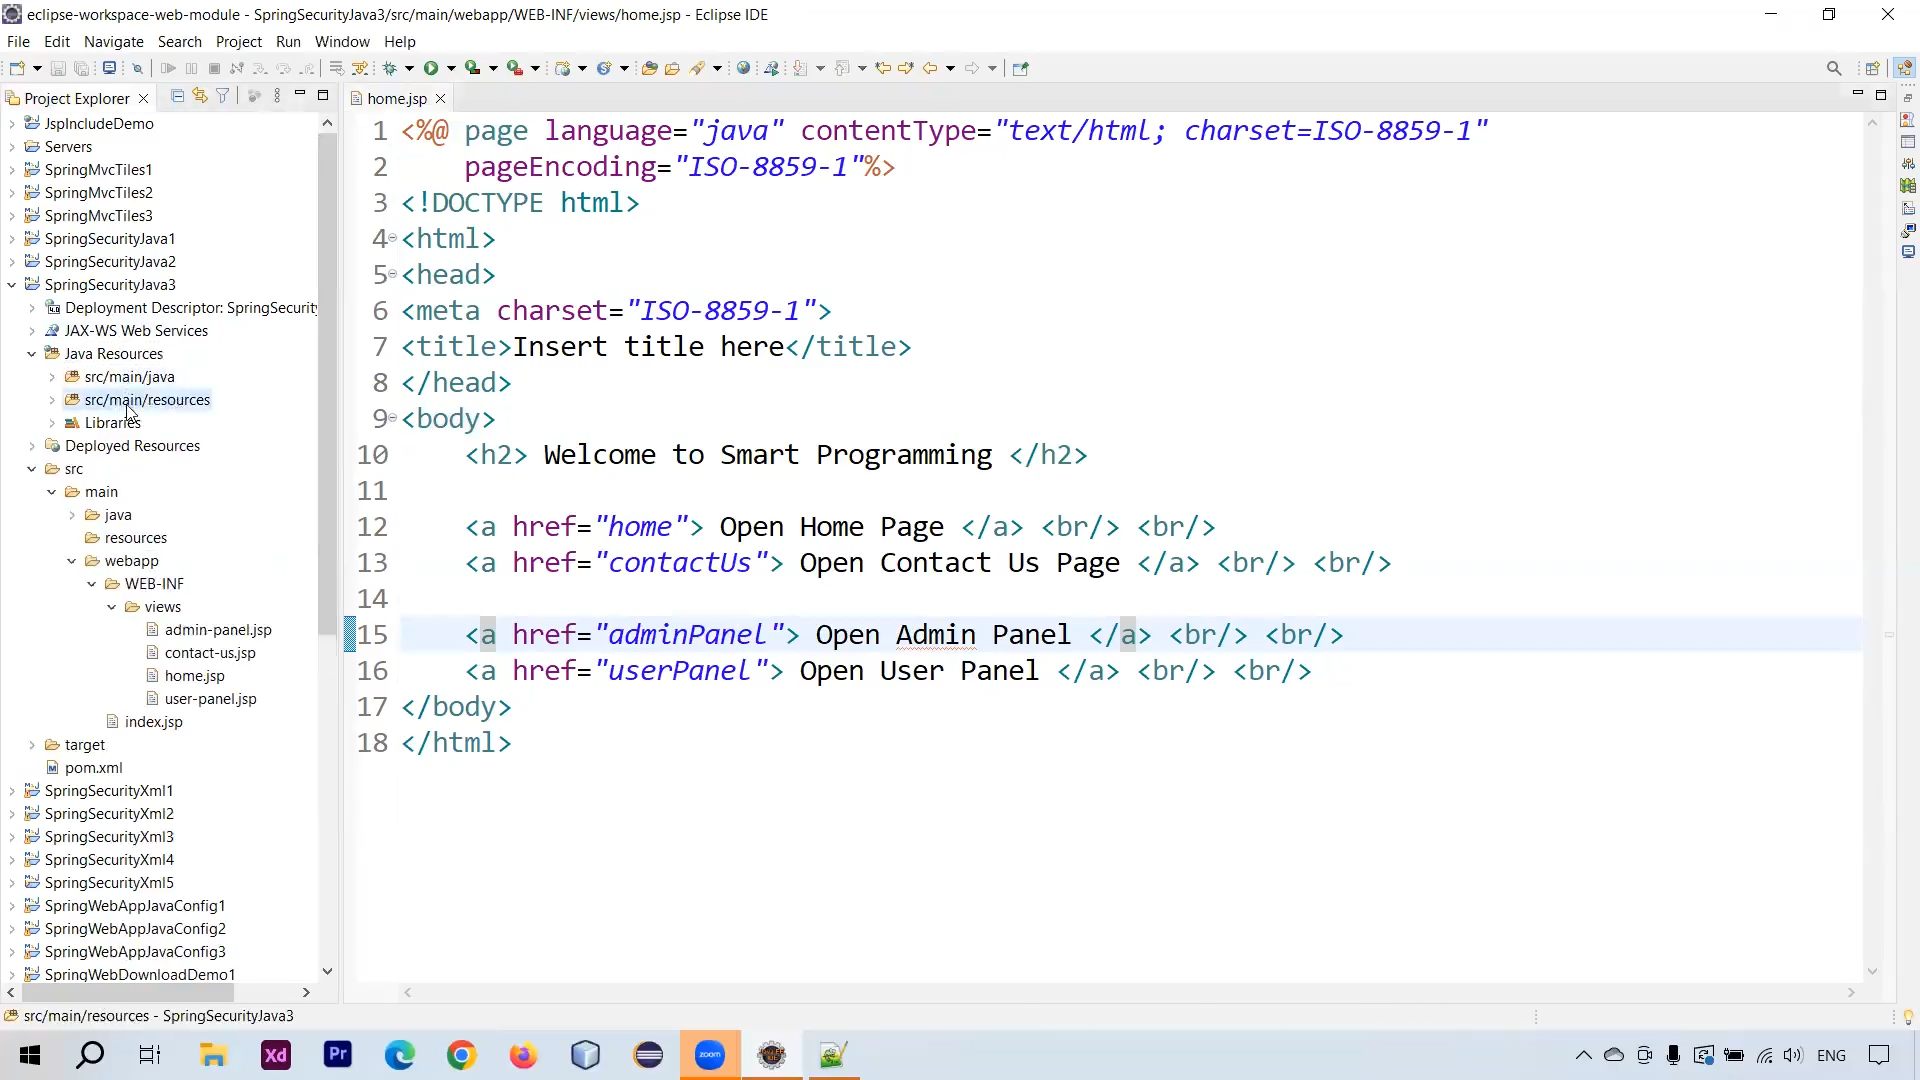 eclipse-workspace-web-module - SpringSecurityJava3/src/main/webapp/WEB-INF/views/home.jsp - Eclipse IDE
File Edit Navigate Search Project Run Window Help
Project Explorer
JspIncludeDemo
Servers
SpringMvcTiles1
SpringMvcTiles2
SpringMvcTiles3
SpringSecurityJava1
SpringSecurityJava2
SpringSecurityJava3
Deployment Descriptor: SpringSecurity
JAX-WS Web Services
Java Resources
src/main/java
src/main/resources
Libraries
Deployed Resources
src
main
java
resources
webapp
WEB-INF
views
admin-panel.jsp
contact-us.jsp
home.jsp
user-panel.jsp
index.jsp
target
pom.xml
SpringSecurityXml1
SpringSecurityXml2
SpringSecurityXml3
SpringSecurityXml4
SpringSecurityXml5
SpringWebAppJavaConfig1
SpringWebAppJavaConfig2
SpringWebAppJavaConfig3
SpringWebDownloadDemo1
home.jsp
1 <%@ page language="java" contentType="text/html; charset=ISO-8859-1"
2     pageEncoding="ISO-8859-1"%>
3 <!DOCTYPE html>
4 <html>
5 <head>
6 <meta charset="ISO-8859-1">
7 <title>Insert title here</title>
8 </head>
9 <body>
10     <h2> Welcome to Smart Programming </h2>
11
12     <a href="home"> Open Home Page </a> <br/> <br/>
13     <a href="contactUs"> Open Contact Us Page </a> <br/> <br/>
14
15     <a href="adminPanel"> Open Admin Panel </a> <br/> <br/>
16     <a href="userPanel"> Open User Panel </a> <br/> <br/>
17 </body>
18 </html>
src/main/resources - SpringSecurityJava3
Xd
Pr
zoom
ENG